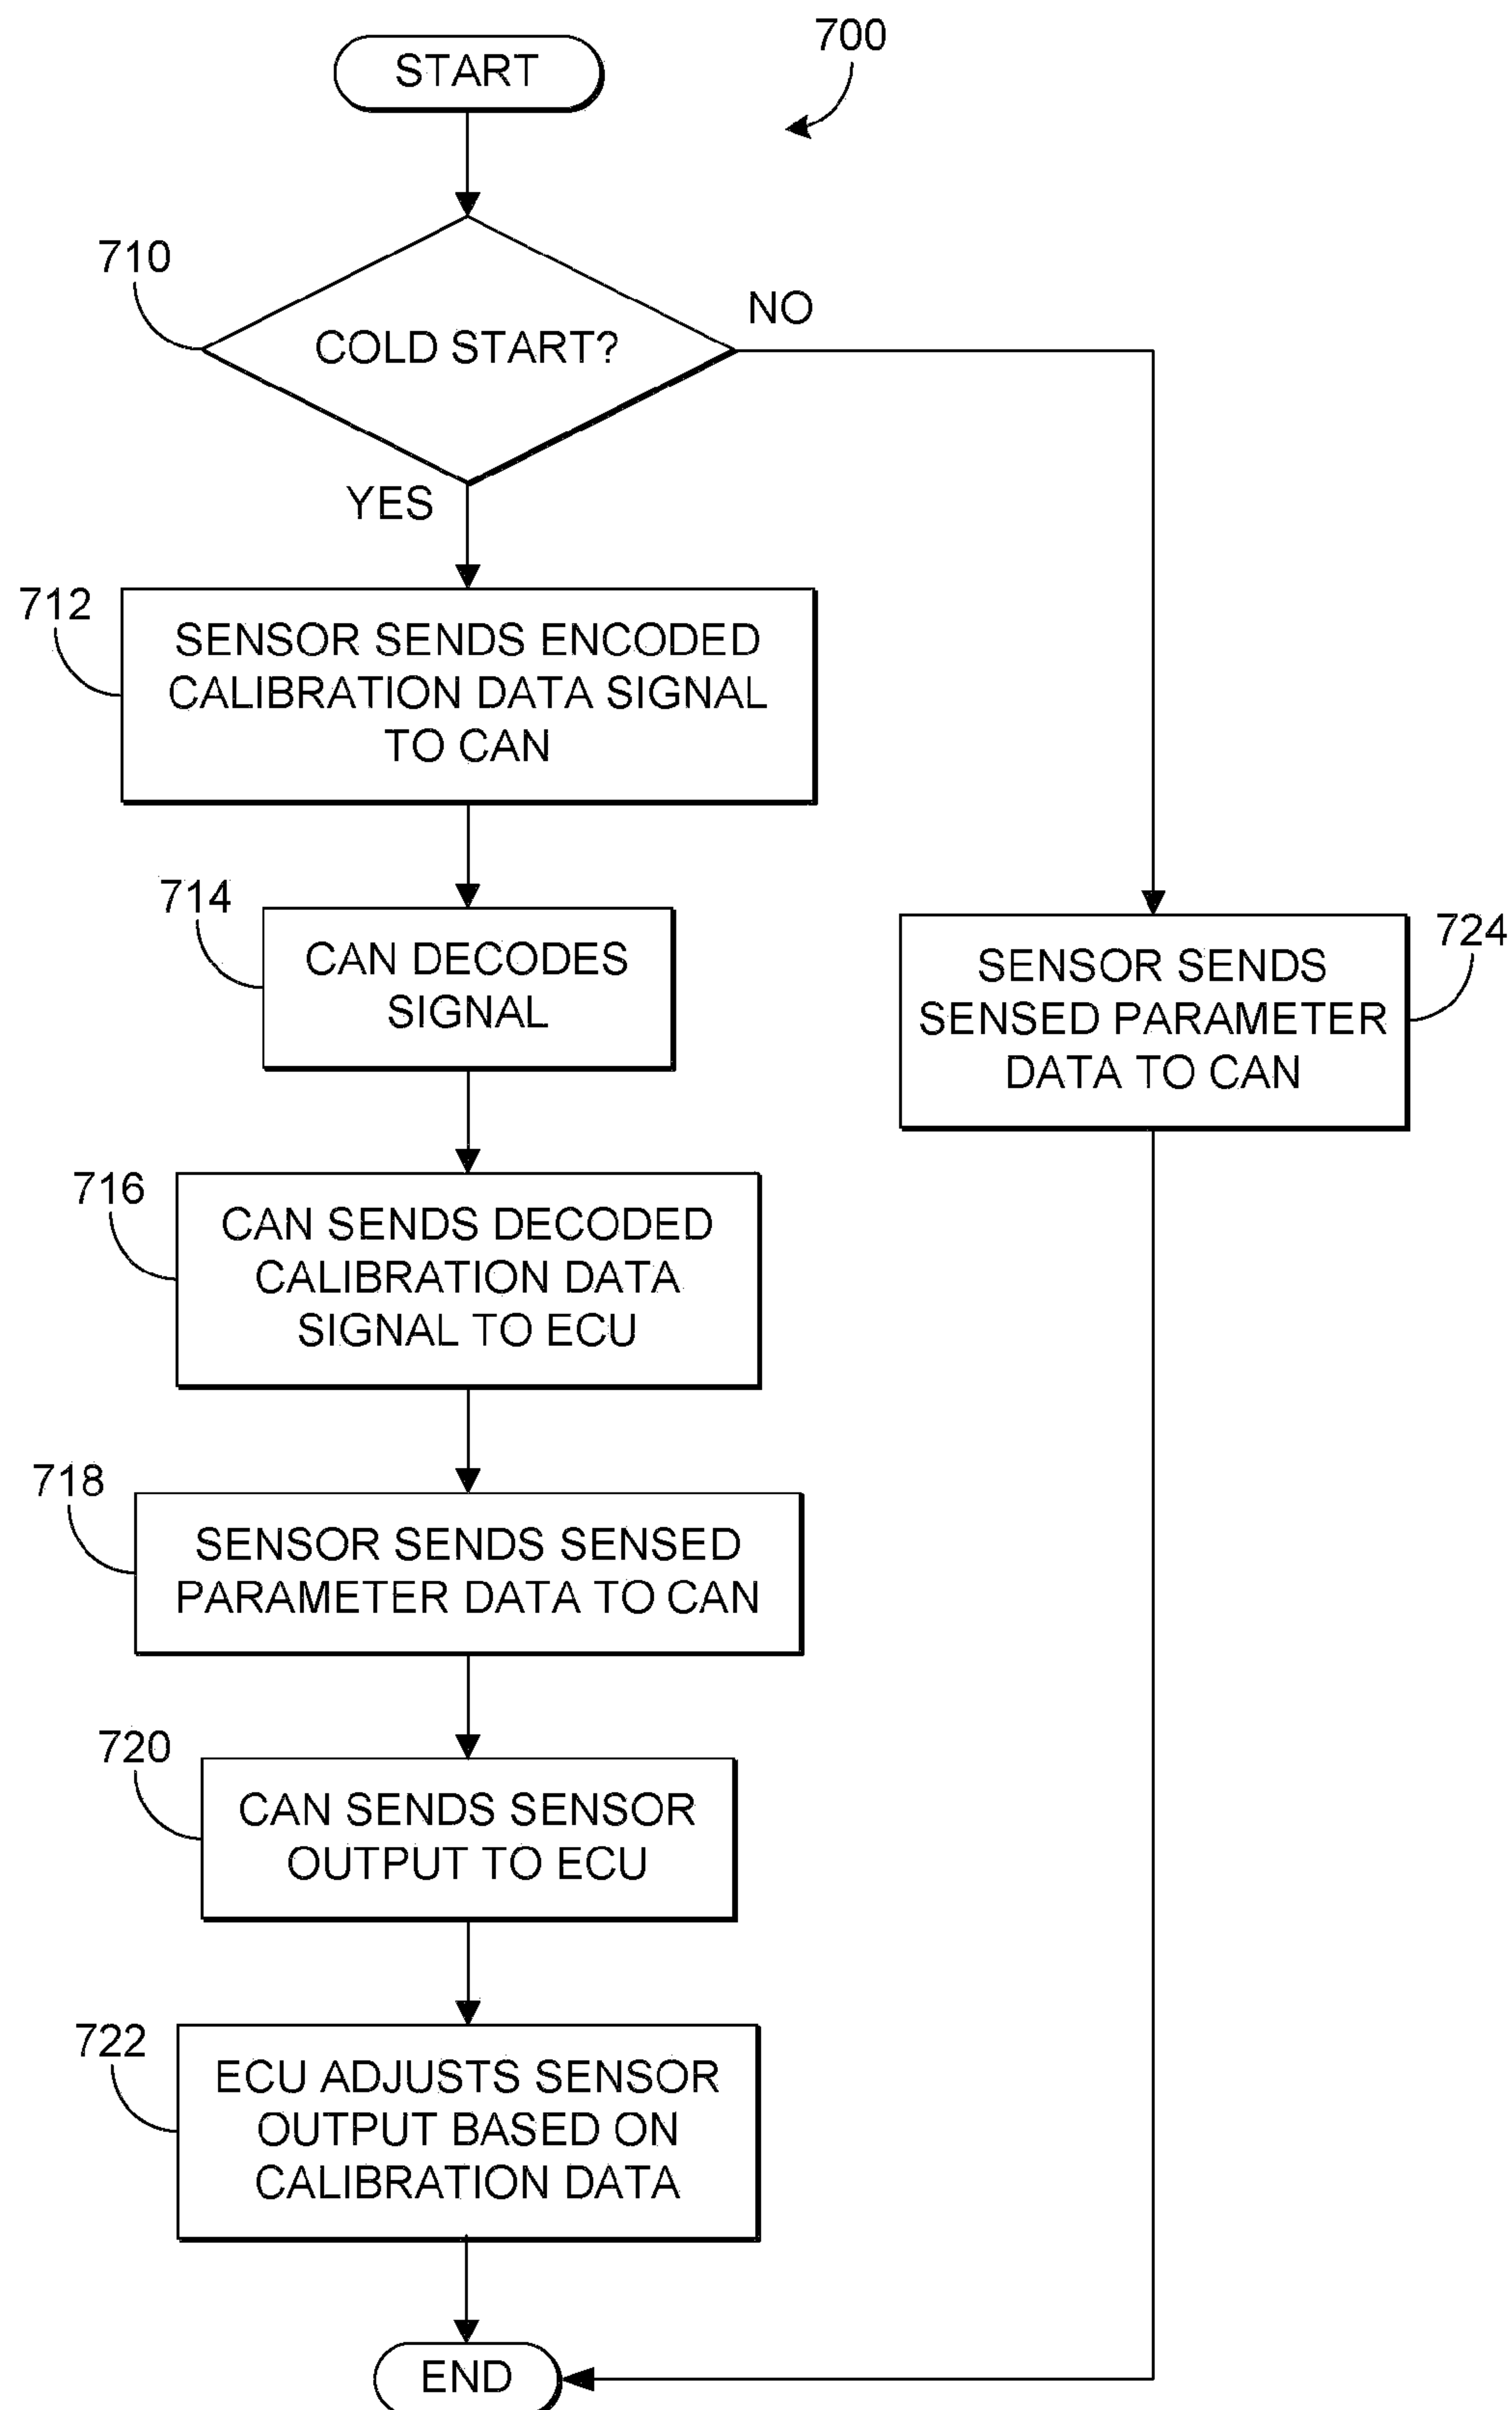 START
700
710
COLD START?
NO
YES
712
SENSOR SENDS ENCODED
CALIBRATION DATA SIGNAL
TO CAN
714
CAN DECODES
SIGNAL
724
SENSOR SENDS
SENSED PARAMETER
DATA TO CAN
716
CAN SENDS DECODED
CALIBRATION DATA
SIGNAL TO ECU
718
SENSOR SENDS SENSED
PARAMETER DATA TO CAN
720
CAN SENDS SENSOR
OUTPUT TO ECU
722
ECU ADJUSTS SENSOR
OUTPUT BASED ON
CALIBRATION DATA
END